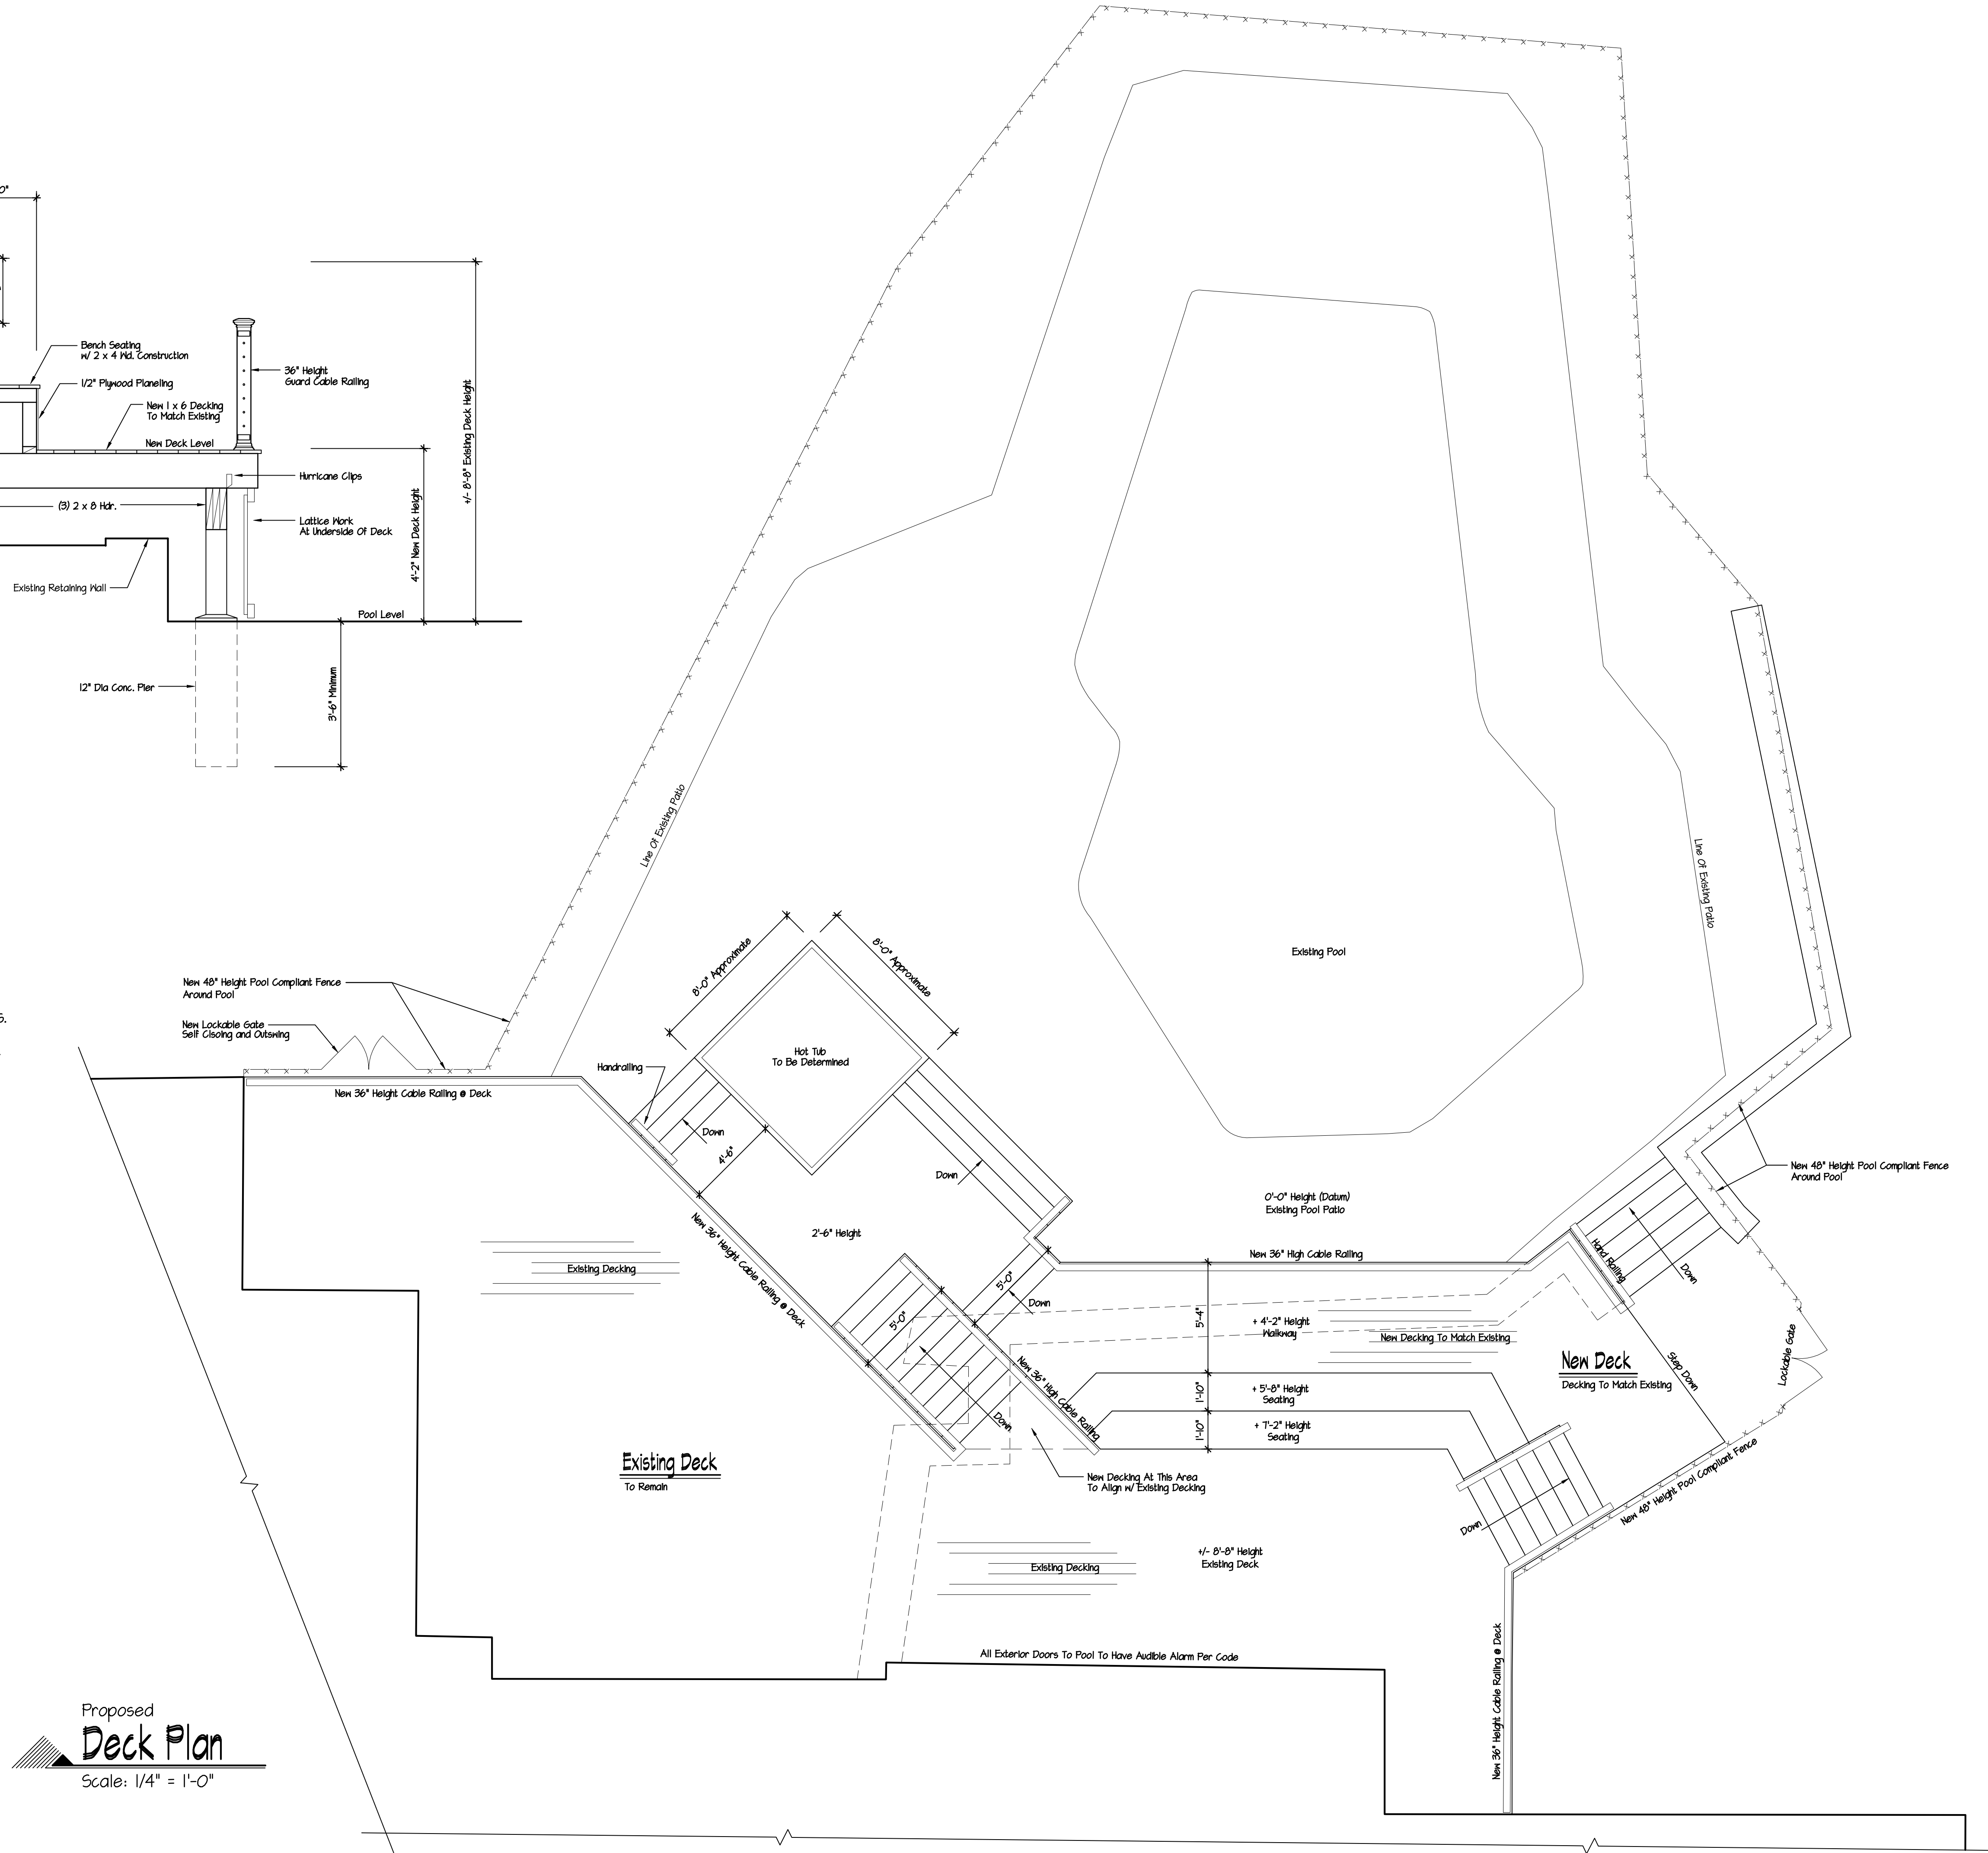 0"
Bench Seating
w/ 2 x 4 Wd. Construction
1/2" Plywood Planeling
New 1 x 6 Decking
To Match Existing
New Deck Level
36" Height
Guard Cable Railing
+/- 8'-8" Existing Deck Height
Hurricane Clips
(3) 2 x 8 Hdr.
Lattice Work
At Underside Of Deck
4'-2" New Deck Height
Existing Retaining Wall
Pool Level
12" Dia Conc. Pier
3'-6" Minimum
Line Of Existing Patio
Line Of Existing Patio
Existing Pool
8'-0" Approximate
8'-0" Approximate
New 48" Height Pool Compliant Fence
Around Pool
S.
New Lockable Gate
Self Clsoing and Outswing
Hot Tub
To Be Determined
Handrailing
New 36" Height Cable Railing @ Deck
Down
4'-6"
Down
New 48" Height Pool Compliant Fence
Around Pool
0'-0" Height (Datum)
Existing Pool Patio
2'-6" Height
New 36" Height Cable Railing @ Deck
New 36" High Cable Railing
Hand Railing
Down
Existing Decking
5'-0"
Down
5'-0"
5'-4"
+ 4'-2" Height
Walkway
New Decking To Match Existing
New Deck
Decking To Match Existing
Step Down
Lockable Gate
New 36" High Cable Railing
1'-10"
+ 5'-8" Height
Seating
Down
1'-10"
+ 7'-2" Height
Seating
Existing Deck
To Remain
New Decking At This Area
To Align w/ Existing Decking
New 48" Height Pool Compliant Fence
Down
+/- 8'-8" Height
Existing Deck
Existing Decking
All Exterior Doors To Pool To Have Audible Alarm Per Code
New 36" Height Cable Railing @ Deck
Proposed
Deck Plan
Scale: 1/4" = 1'-0"